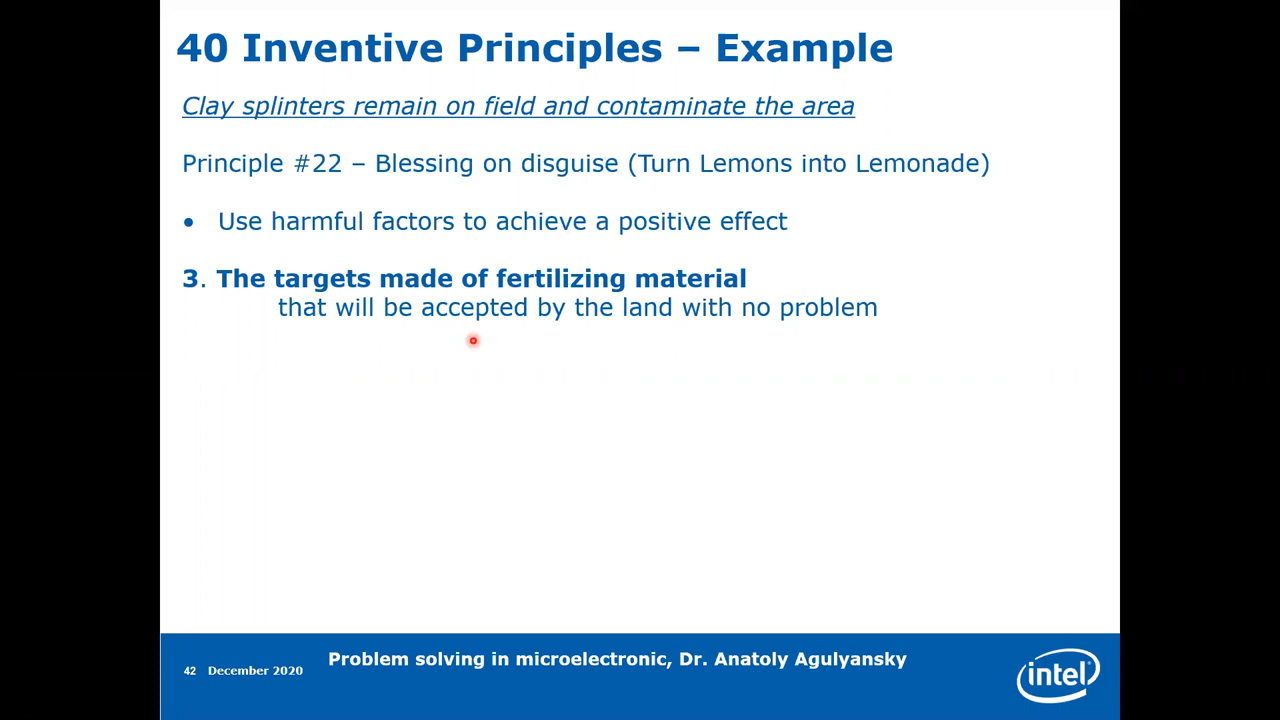 40 Inventive Principles – Example
Clay splinters remain on field and contaminate the area
Principle #22 – Blessing on disguise (Turn Lemons into Lemonade)
• Use harmful factors to achieve a positive effect
3. The targets made of fertilizing material
that will be accepted by the land with no problem
42 December 2020
Problem solving in microelectronic, Dr. Anatoly Agulyansky
intel